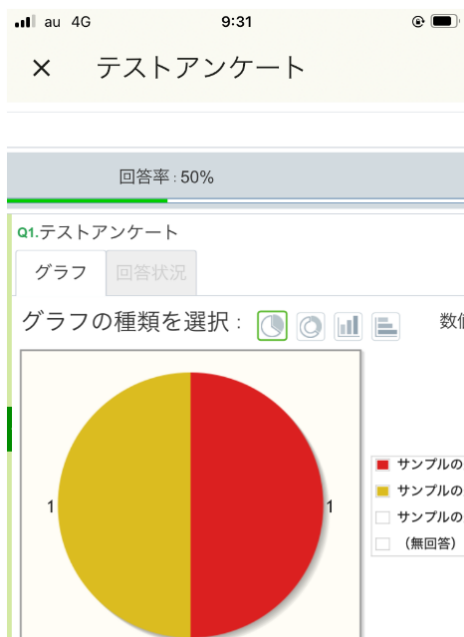 au 4G 9:31
× テストアンケート
回答率 : 50%
Q1.テストアンケート
グラフ 回答状況
グラフの種類を選択 : 数値
1 1
サンプルの
サンプルの
サンプルの
（無回答）